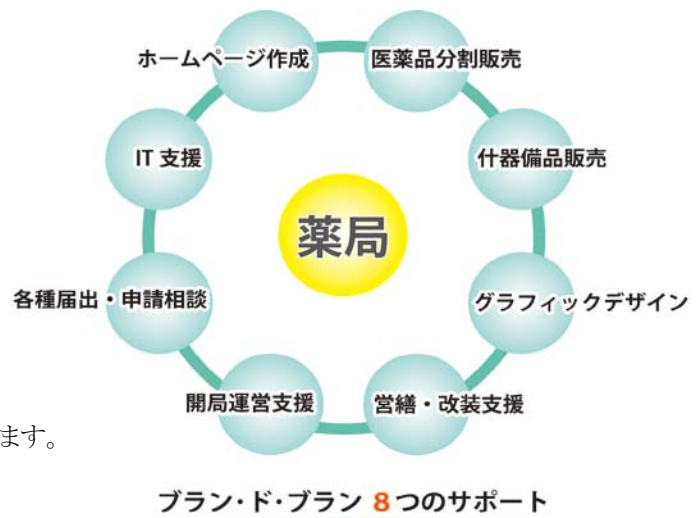 ホームページ作成
医薬品分割販売
IT 支援
什器備品販売
薬局
各種届出・申請相談
グラフィックデザイン
開局運営支援
営繕・改装支援
ます。
ブラン・ド・ブラン 8つのサポート